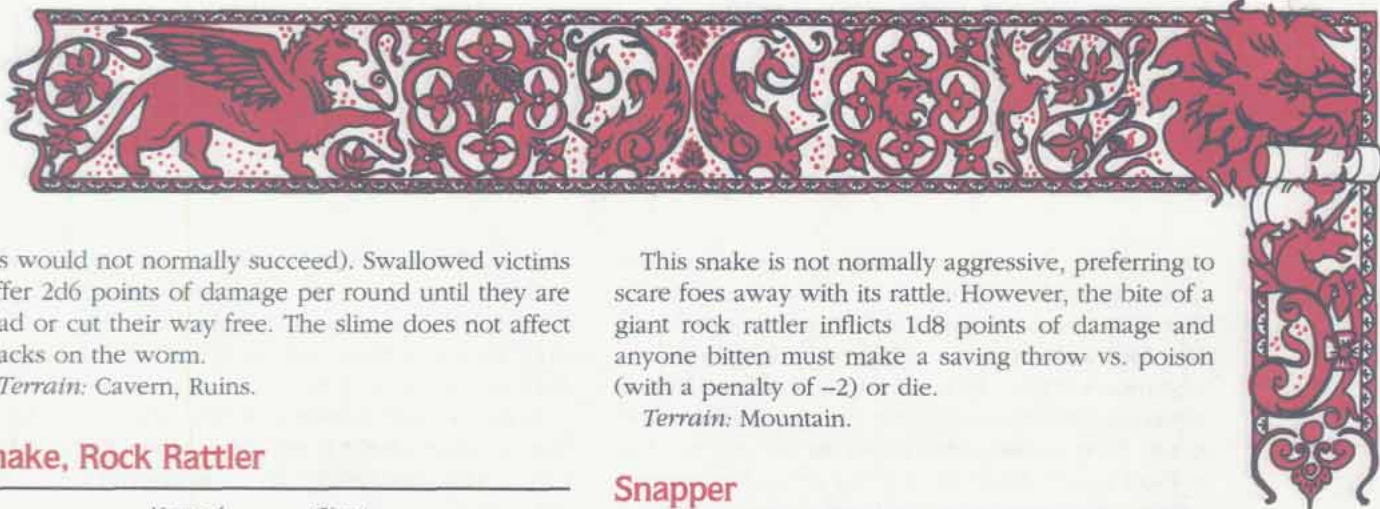 s would not normally succeed). Swallowed victims
ffer 2d6 points of damage per round until they are
ad or cut their way free. The slime does not affect
acks on the worm.
Terrain: Cavern, Ruins.
nake, Rock Rattler
This snake is not normally aggressive, preferring to
scare foes away with its rattle. However, the bite of a
giant rock rattler inflicts 1d8 points of damage and
anyone bitten must make a saving throw vs. poison
(with a penalty of –2) or die.
Terrain: Mountain.
Snapper